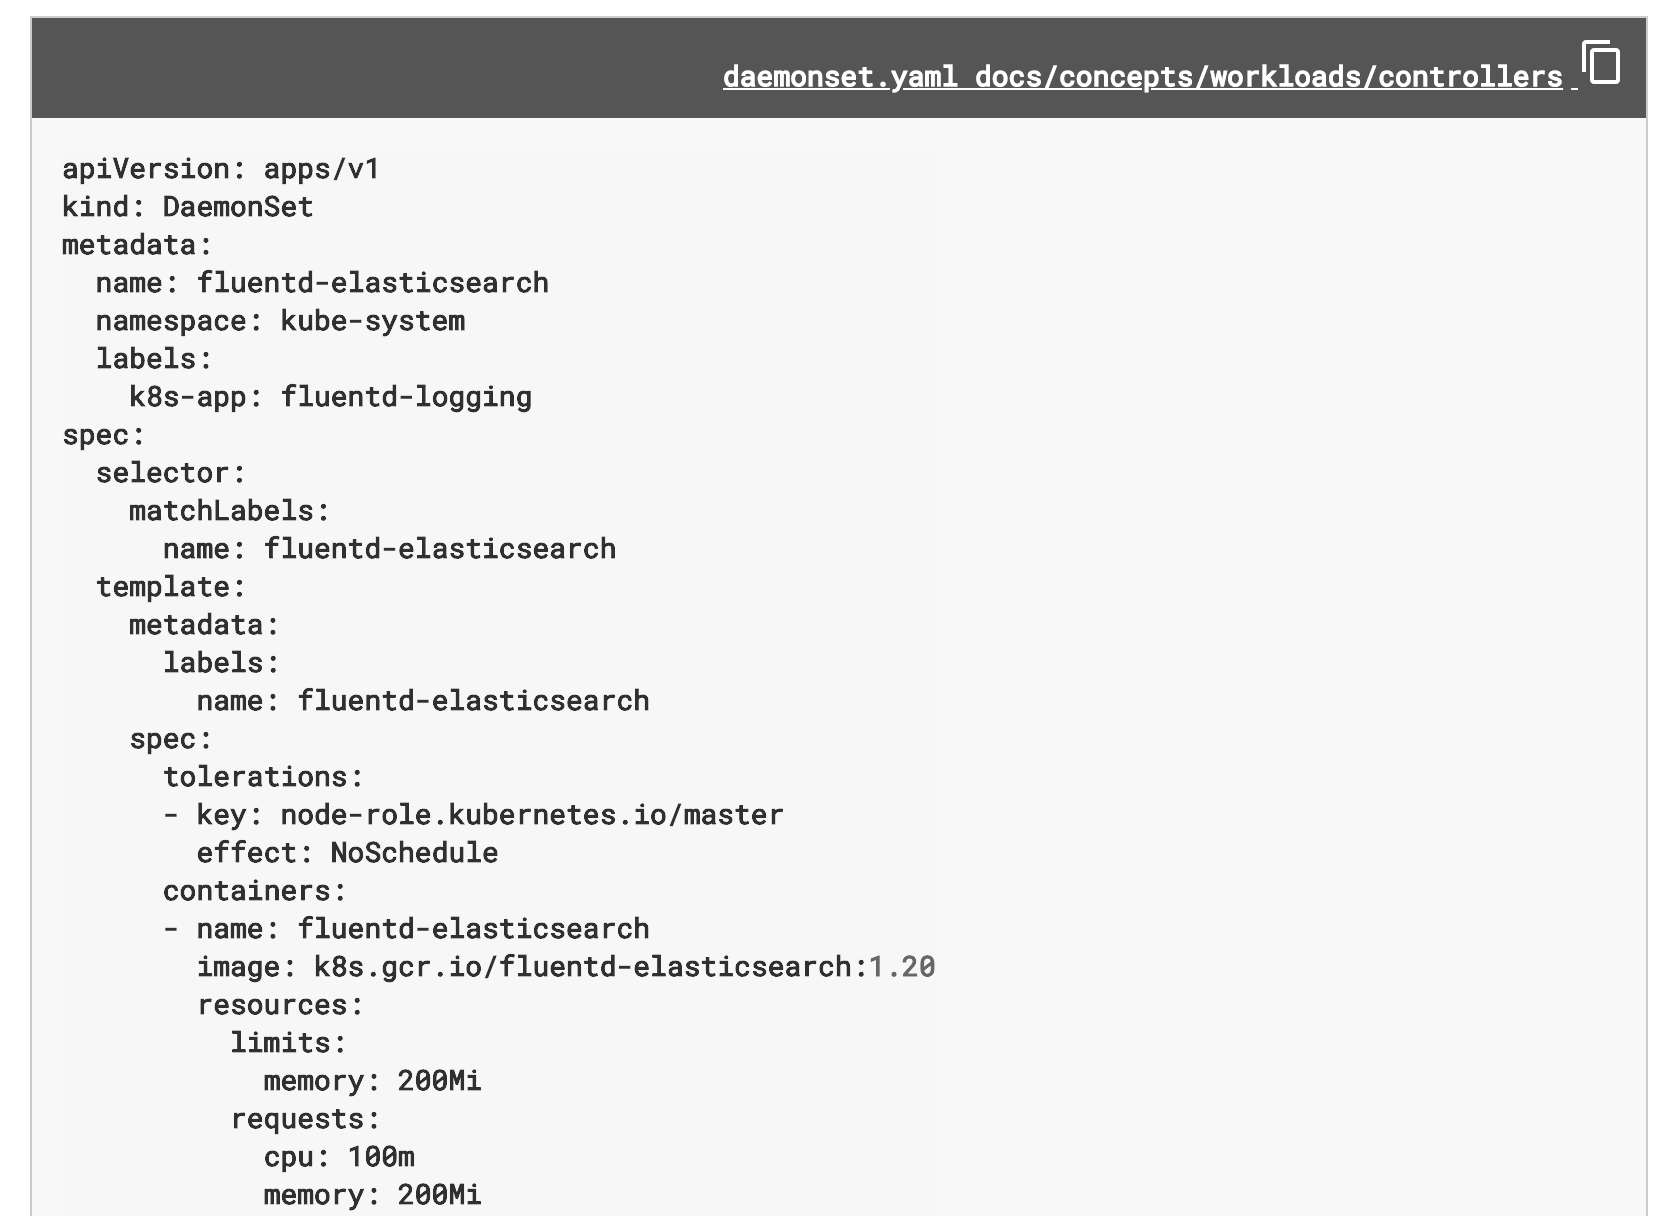 daemonset.yaml docs/concepts/workloads/controllers
apiVersion: apps/v1
kind: DaemonSet
metadata:
  name: fluentd-elasticsearch
  namespace: kube-system
  labels:
    k8s-app: fluentd-logging
spec:
  selector:
    matchLabels:
      name: fluentd-elasticsearch
  template:
    metadata:
      labels:
        name: fluentd-elasticsearch
    spec:
      tolerations:
      - key: node-role.kubernetes.io/master
        effect: NoSchedule
      containers:
      - name: fluentd-elasticsearch
        image: k8s.gcr.io/fluentd-elasticsearch:1.20
        resources:
          limits:
            memory: 200Mi
          requests:
            cpu: 100m
            memory: 200Mi